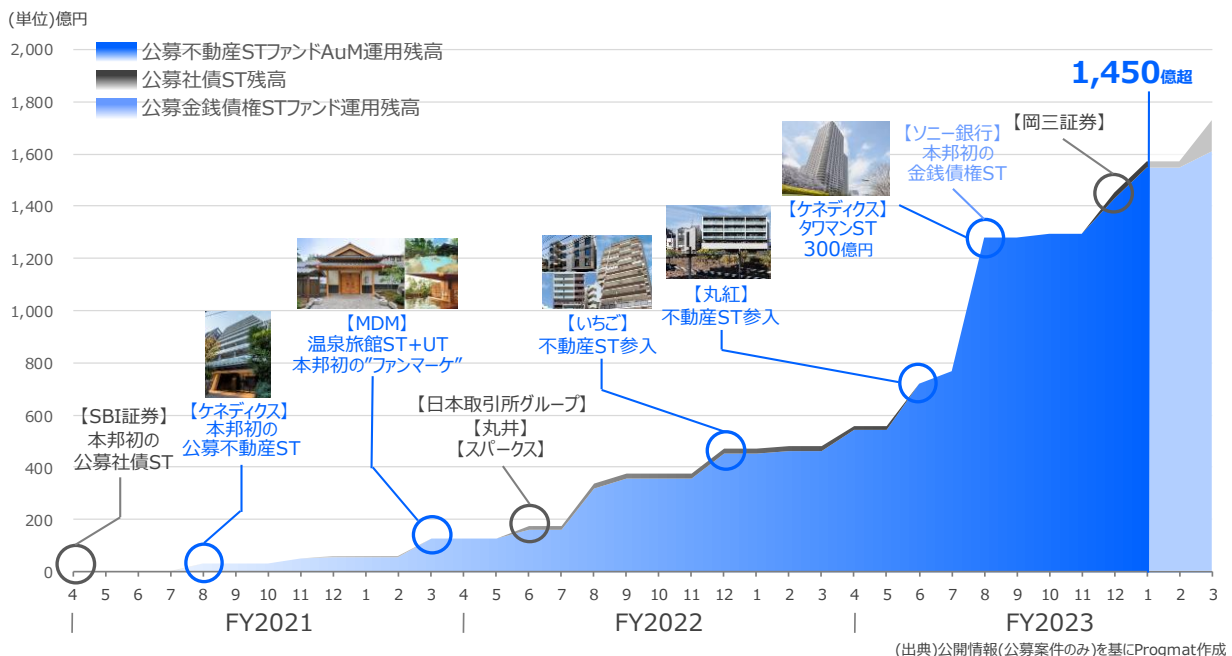 (単位)億円
公募不動産STファンドAuM運用残高
公募社債ST残高
公募金銭債権STファンド運用残高
2,000
1,800
1,600
1,400
1,200
1,000
800
600
400
200
0
1,450億超
【SBI証券】
本邦初の
公募社債ST
【ケネディクス】
本邦初の
公募不動産ST
【MDM】
温泉旅館ST+UT
本邦初の”ファンマーケ”
【日本取引所グループ】
【丸井】
【スパークス】
【いちご】
不動産ST参入
【丸紅】
不動産ST参入
【ケネディクス】
タワマンST
300億円
【ソニー銀行】
本邦初の
金銭債権ST
【岡三証券】
4 5 6 7 8 9 10 11 12 1 2 3 4 5 6 7 8 9 10 11 12 1 2 3 4 5 6 7 8 9 10 11 12 1 2 3
| FY2021 | FY2022 | FY2023 |
(出典)公開情報(公募案件のみ)を基にProgmat作成